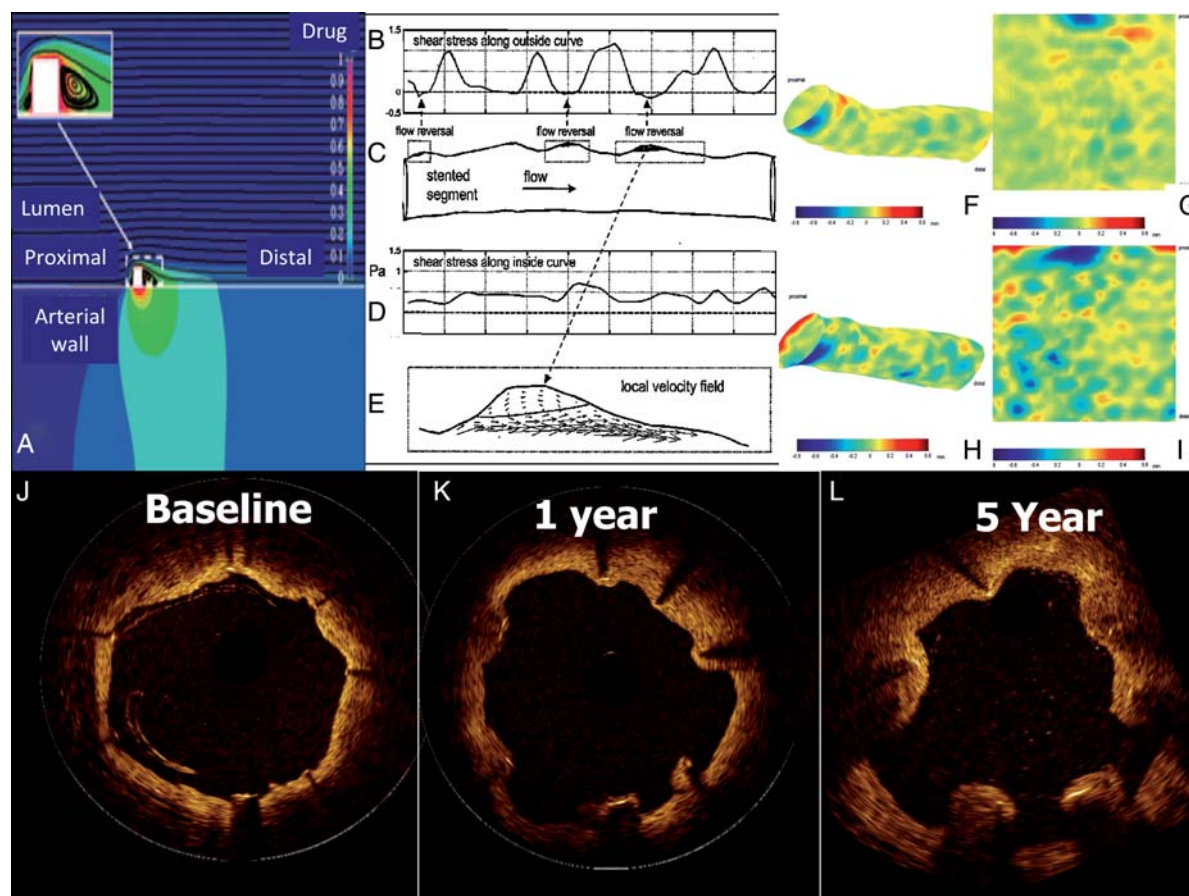 Drug
1
0.9
0.8
0.7
0.6
0.5
0.4
0.3
0.2
0.1
0
Lumen
Proximal
Distal
Arterial
wall
A
B
1.5
0
-0.5
shear stress along outside curve
flow reversal
flow reversal
flow reversal
C
stented
segment
flow
Pa
1.5
1
shear stress along inside curve
D
E
local velocity field
proximal
distal
F
G
proximal
distal
H
I
J
Baseline
K
1 year
L
5 Year